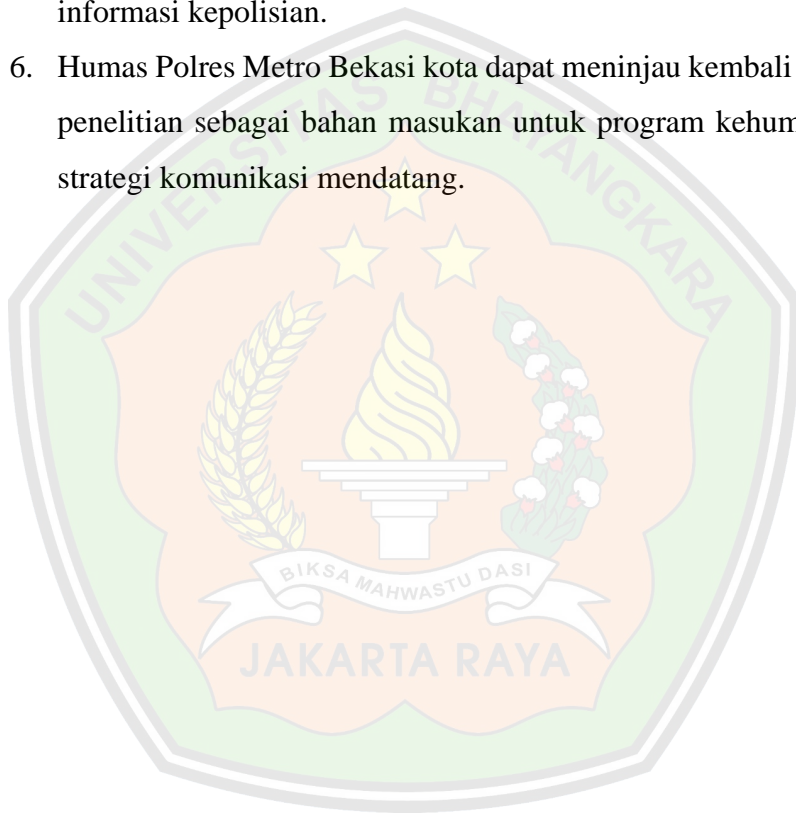 informasi kepolisian.
6. Humas Polres Metro Bekasi kota dapat meninjau kembali
penelitian sebagai bahan masukan untuk program kehum
strategi komunikasi mendatang.
UNIVERSITAS BHAYANGKARA
BIKSA MAHWASTU DASI
JAKARTA RAYA